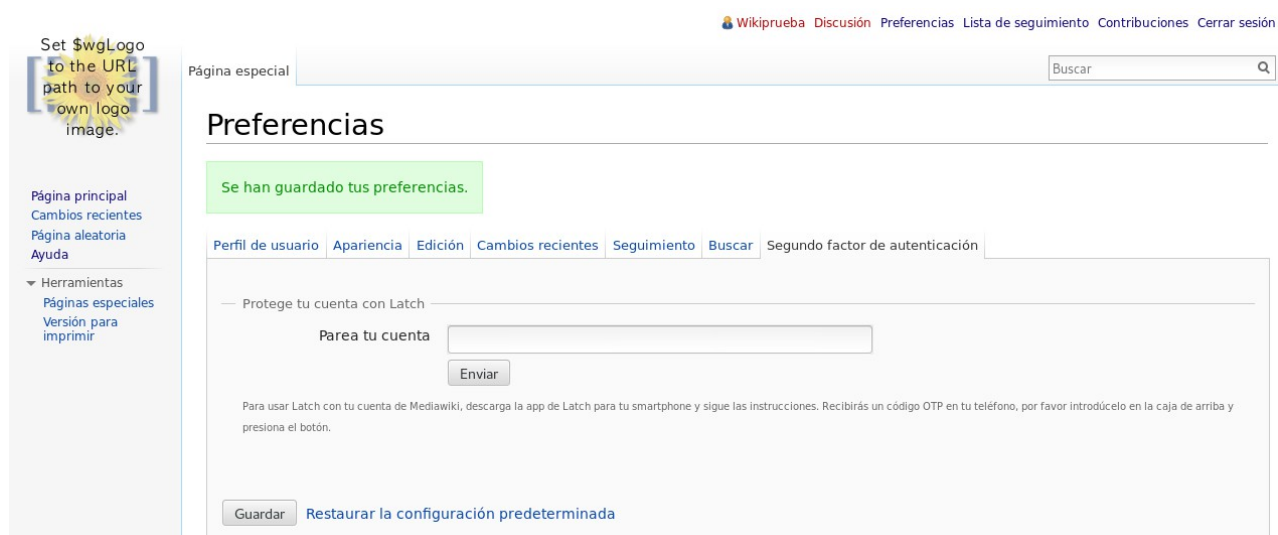 Wikiprueba Discusión Preferencias Lista de seguimiento Contribuciones Cerrar sesión
Set $wgLogo
to the URL
path to your
own logo
image.
Página especial
Buscar
Preferencias
Se han guardado tus preferencias.
Página principal
Cambios recientes
Página aleatoria
Ayuda
Herramientas
Páginas especiales
Versión para
imprimir
Perfil de usuario Apariencia Edición Cambios recientes Seguimiento Buscar Segundo factor de autenticación
Protege tu cuenta con Latch
Parea tu cuenta
Enviar
Para usar Latch con tu cuenta de Mediawiki, descarga la app de Latch para tu smartphone y sigue las instrucciones. Recibirás un código OTP en tu teléfono, por favor introdúcelo en la caja de arriba y
presiona el botón.
Guardar Restaurar la configuración predeterminada